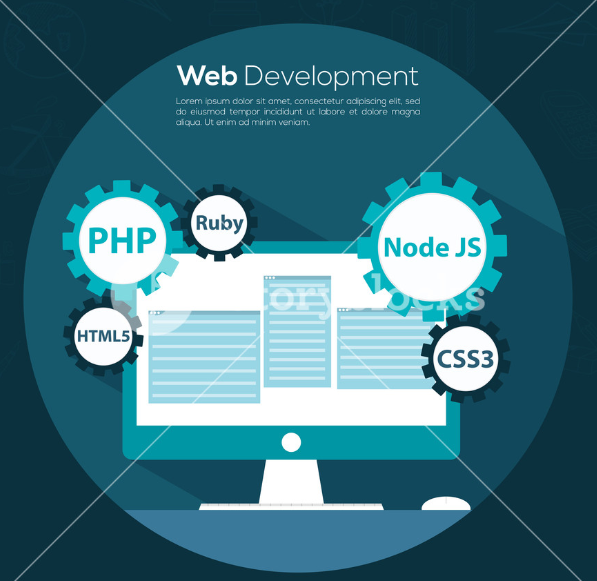 Web Development
Lorem ipsum dolor sit amet, consectetur adipiscing elit, sed
do eiusmod tempor incididunt ut labore et dolore magna
aliqua. Ut enim ad minim veniam.
PHP
Ruby
Node JS
HTML5
CSS3